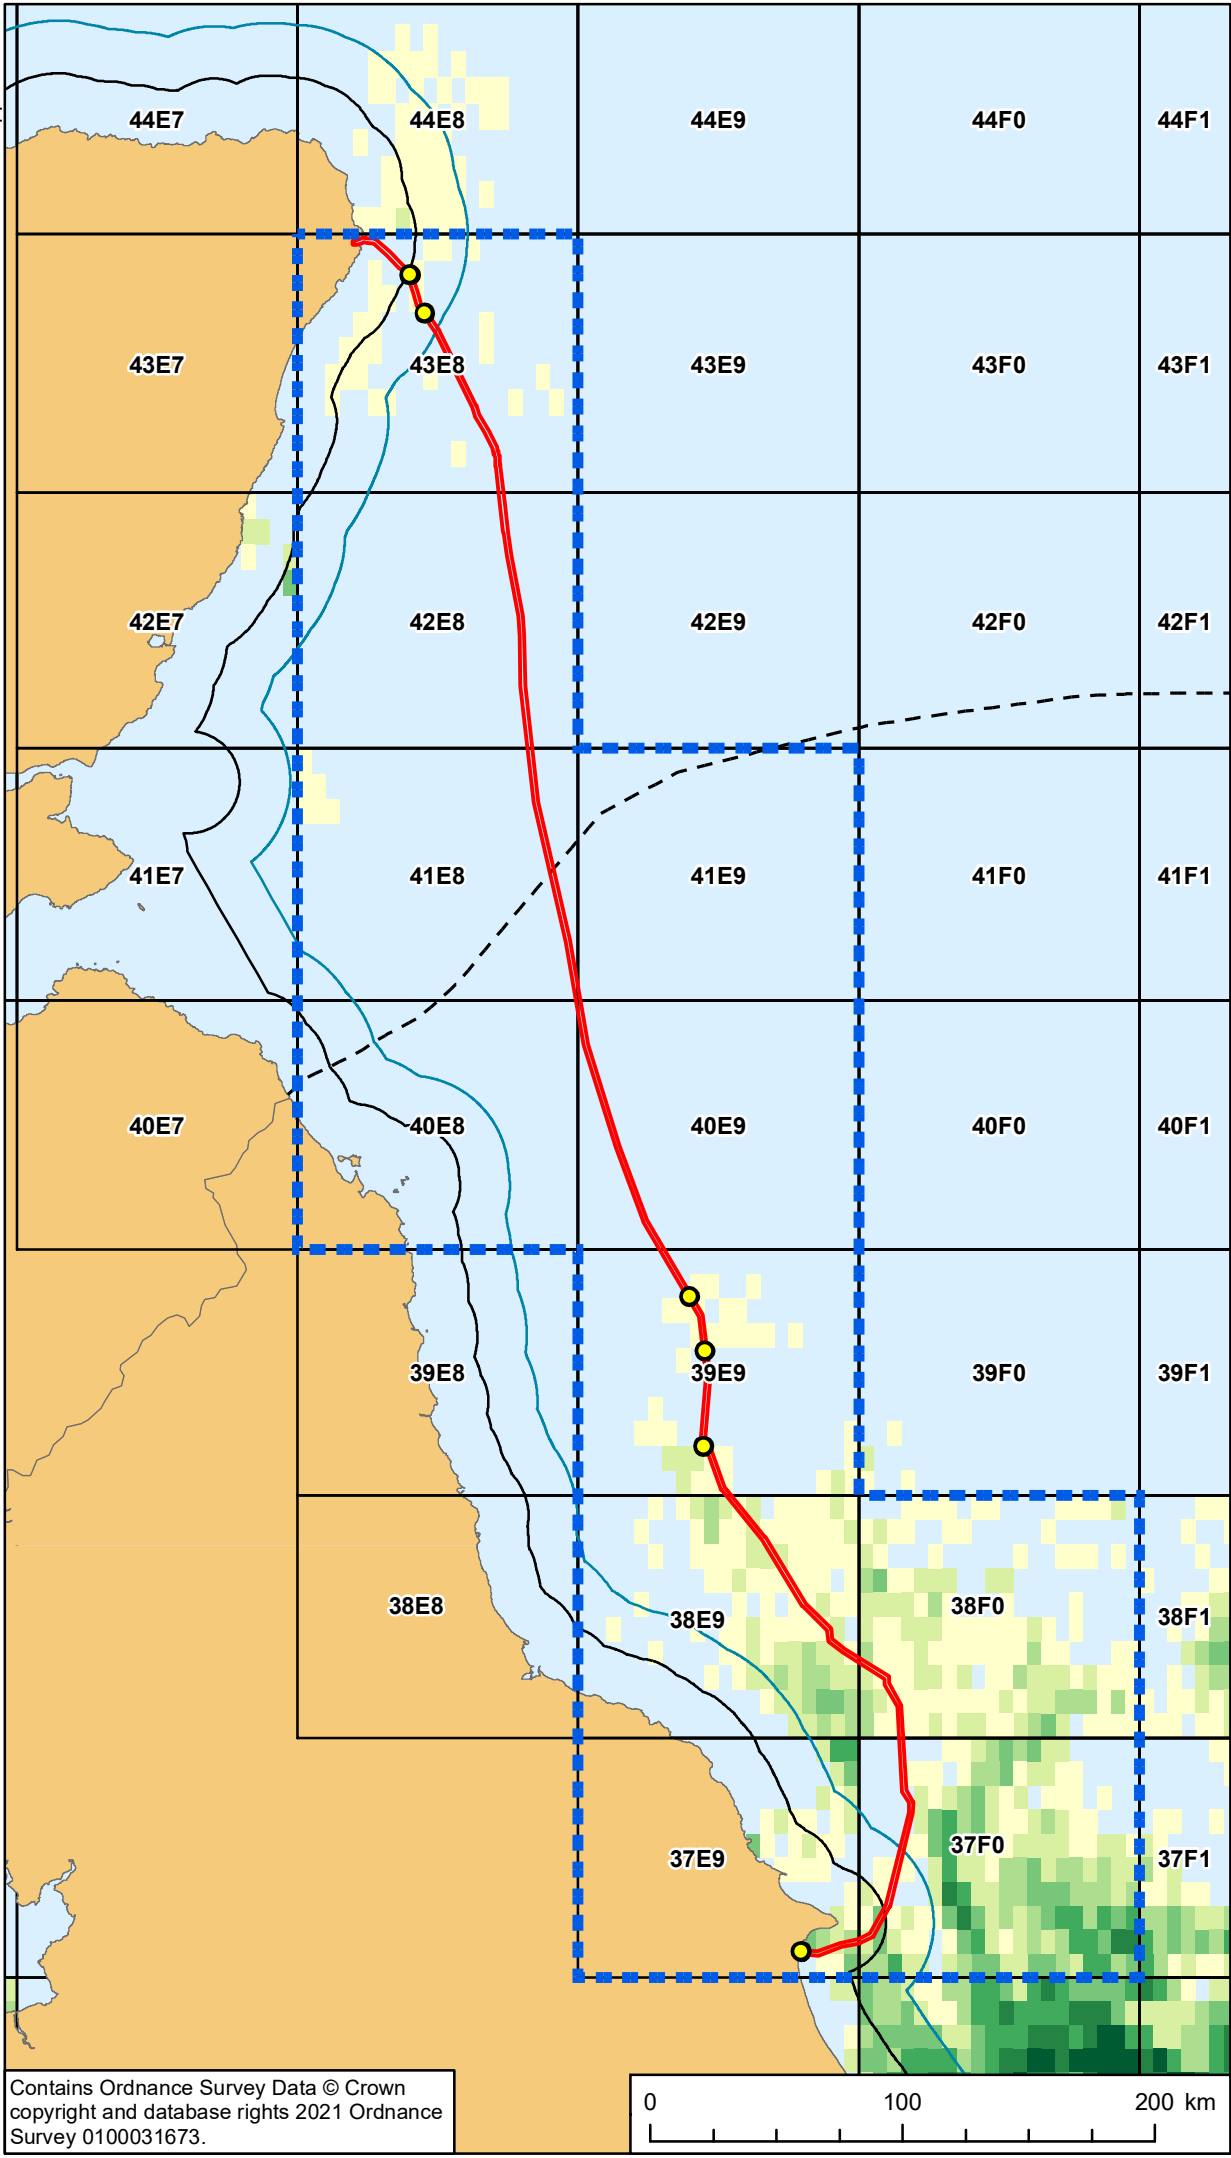 44E7 44E8 44E9 44F0 44F1
43E7 43E8 43E9 43F0 43F1
42E7 42E8 42E9 42F0 42F1
41E7 41E8 41E9 41F0 41F1
40E7 40E8 40E9 40F0 40F1
39E8 39E9 39F0 39F1
38E8 38E9 38F0 38F1
37E9 37F0 37F1
Contains Ordnance Survey Data © Crown
copyright and database rights 2021 Ordnance
Survey 0100031673.
0 100 200 km